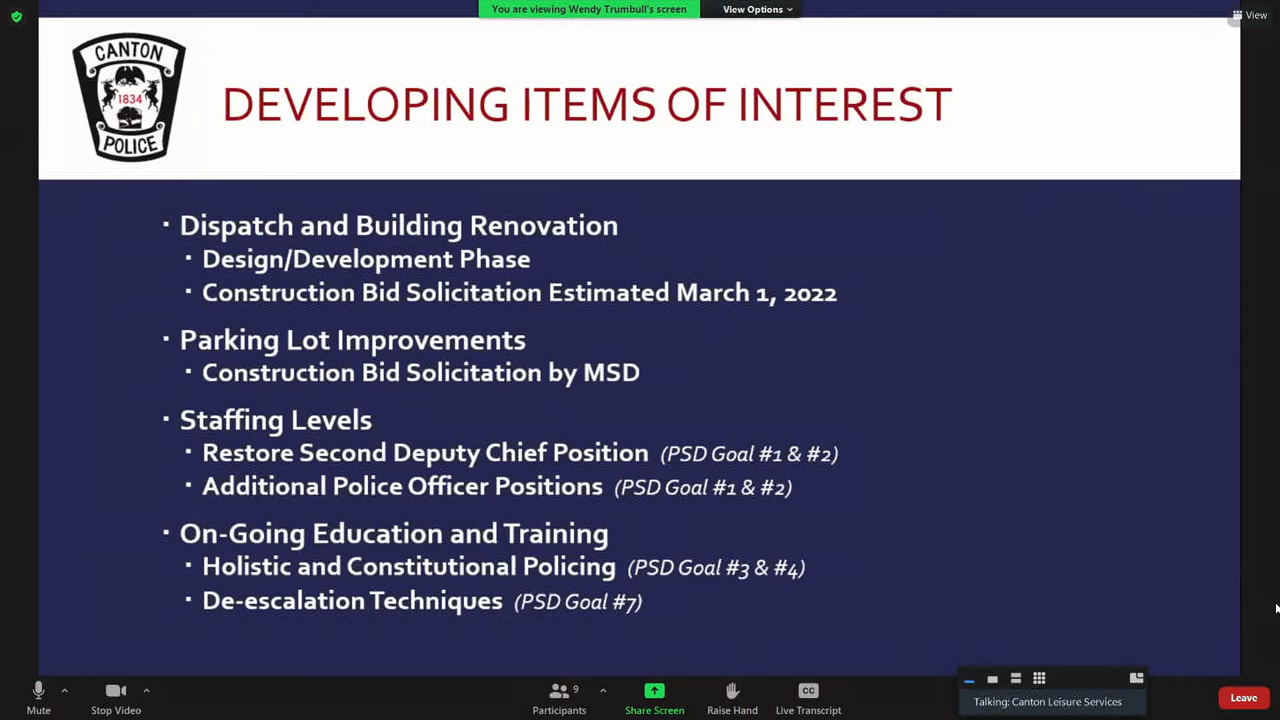 You are viewing Wendy Trumbull's screen
View Options
View
CANTON
1834
POLICE
DEVELOPING ITEMS OF INTEREST
▪ Dispatch and Building Renovation
▪ Design/Development Phase
▪ Construction Bid Solicitation Estimated March 1, 2022
▪ Parking Lot Improvements
▪ Construction Bid Solicitation by MSD
▪ Staffing Levels
▪ Restore Second Deputy Chief Position (PSD Goal #1 & #2)
▪ Additional Police Officer Positions (PSD Goal #1 & #2)
▪ On-Going Education and Training
▪ Holistic and Constitutional Policing (PSD Goal #3 & #4)
▪ De-escalation Techniques (PSD Goal #7)
Mute
Stop Video
9
Participants
Share Screen
Raise Hand
CC
Live Transcript
Talking: Canton Leisure Services
Leave